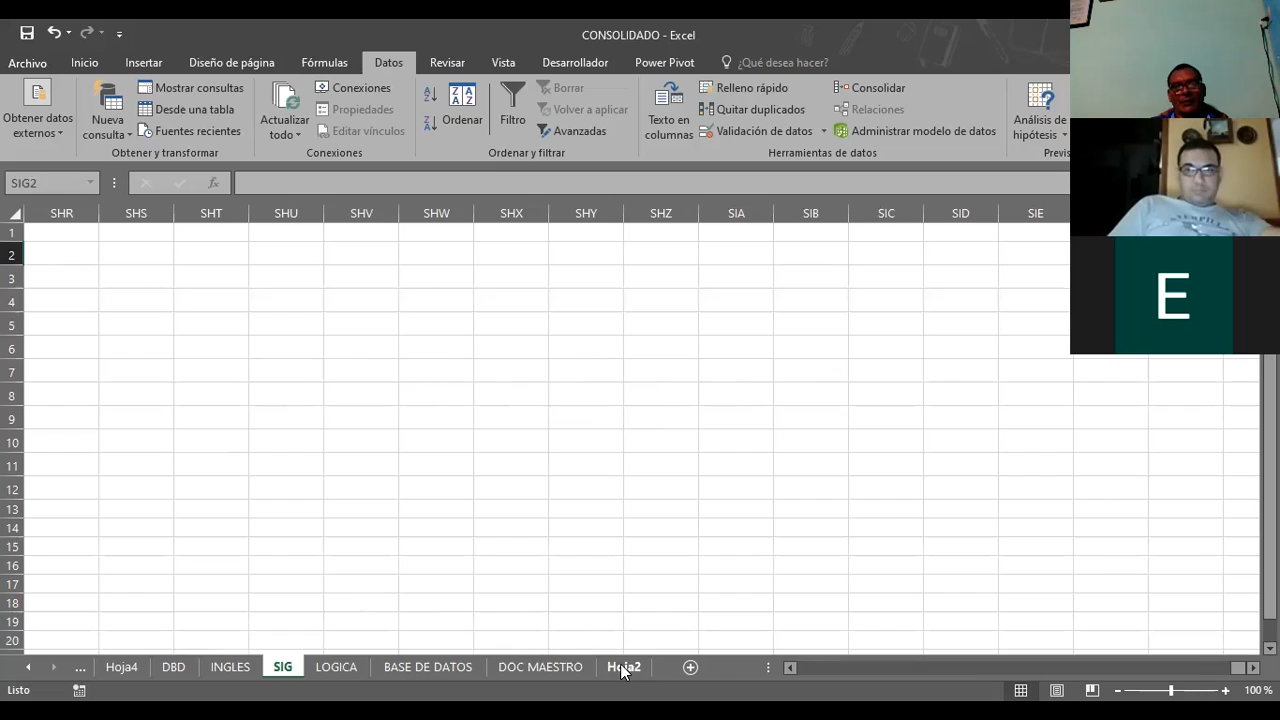 CONSOLIDADO - Excel
Archivo Inicio Insertar Diseño de página Fórmulas Datos Revisar Vista Desarrollador Power Pivot ¿Qué desea hacer?
Obtener datos externos
Nueva consulta
Mostrar consultas
Desde una tabla
Fuentes recientes
Obtener y transformar
Actualizar todo
Conexiones
Propiedades
Editar vínculos
Conexiones
Ordenar
Filtro
Borrar
Volver a aplicar
Avanzadas
Ordenar y filtrar
Texto en columnas
Relleno rápido
Quitar duplicados
Validación de datos
Consolidar
Relaciones
Administrar modelo de datos
Herramientas de datos
Análisis de hipótesis
Previs
SIG2 fx
SHR SHS SHT SHU SHV SHW SHX SHY SHZ SIA SIB SIC SID SIE
1
2
3
4
5
6
7
8
9
10
11
12
13
14
15
16
17
18
19
20
E
... Hoja4 DBD INGLES SIG LOGICA BASE DE DATOS DOC MAESTRO Hoja2
Listo 100 %